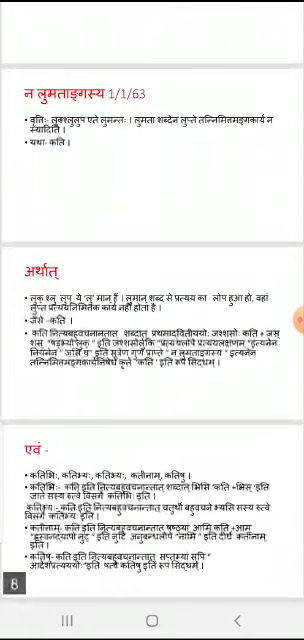 न लुमताङ्गस्य 1/1/63
• वृत्तिः- लुक्श्लुलुप एते लुमन्तः । लुमता शब्देन लुप्ते तन्निमित्तमङ्गकार्य न
स्यादिति ।
• यथा- कति ।
अर्थात्
• लुक् श्लु लुप् ये 'लु' मान् हैं । लुमान् शब्द से प्रत्यय का लोप हुआ हो, वहां
लुप्त प्रत्ययनिमितक कार्य नहीं होता है ।
• जैसे -कति ।
• कति नित्यबहुवचनान्तात् शब्दात् प्रथमाद्वितीययोः जश्शसोः कति + जस्
शस् "षड्भ्यो लुक्" इति जश्शसोर्लुकि "प्रत्ययलोपे प्रत्ययलक्षणम्" इत्यनेन
नियमेन "जसि च" इति सूत्रेण गुणे प्राप्ते "न लुमताङ्गस्य" इत्यनेन
तन्निमित्तमङ्गकार्यनिषेधे कृते 'कति' इति रूपं सिद्धम् ।
एवं -
• कतिभिः, कतिभ्यः, कतिभ्यः, कतीनाम्, कतिषु ।
• कतिभिः- कति इति नित्यबहुवचनान्तात् शब्दात् भिसि 'कति +भिस्' इति
जाते सस्य रुत्वे विसर्गे कतिभिः इति ।
कतिभ्यः - कति इति नित्यबहुवचनान्तात् चतुर्थी बहुवचने भ्यसि सस्य रुत्वे
विसर्गे कतिभ्यः इति ।
• कतीनाम्- कति इति नित्यबहुवचनान्तात् षष्ठ्या आमि कति +आम्
"ह्रस्वनद्यापो नुट्" इति नुटि अनुबन्धलोपे "नामि" इति दीर्घे कतीनाम्
इति ।
• कतिषु- कति इति नित्यबहुवचनान्तात् सप्तम्यां सुपि "
आदेशप्रत्यययोः" इति षत्वे कतिषु इति रूपं सिद्धम् ।
8